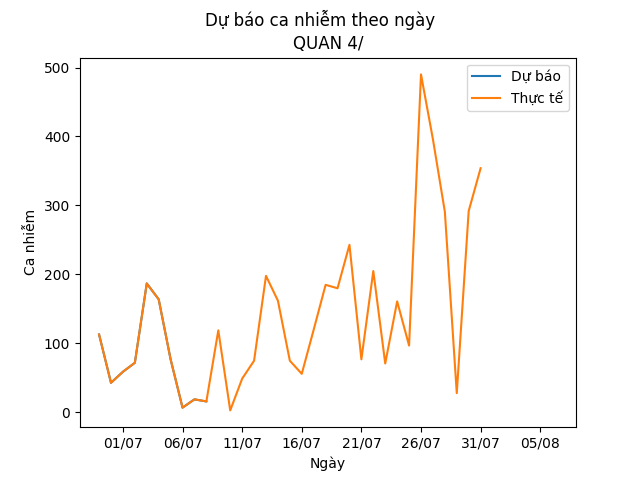 Dự báo ca nhiễm theo ngày
QUAN 4/
Dự báo
Thực tế
500
400
300
200
100
0
Ca nhiễm
01/07 06/07 11/07 16/07 21/07 26/07 31/07 05/08
Ngày